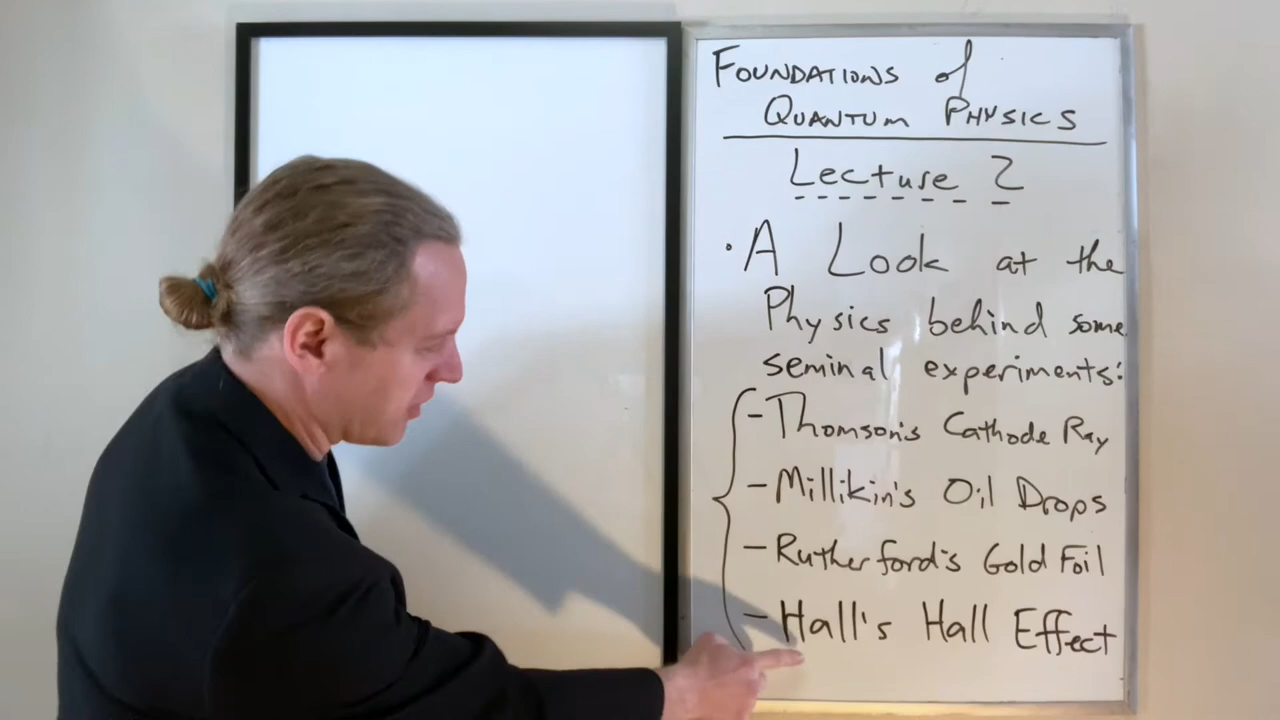 Foundations of
Quantum Physics
Lecture 2
• A Look at the
Physics behind some
seminal experiments:
- Thomson's Cathode Ray
- Millikin's Oil Drops
- Rutherford's Gold Foil
- Hall's Hall Effect